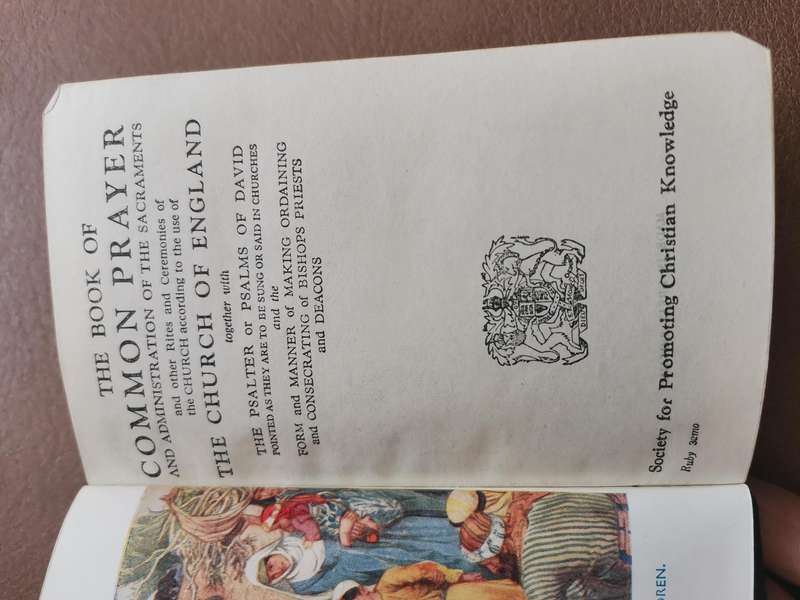 THE BOOK OF
COMMON PRAYER
AND ADMINISTRATION OF THE SACRAMENTS
and other Rites and Ceremonies of
the CHURCH according to the use of
THE CHURCH OF ENGLAND
together with
THE PSALTER or PSALMS OF DAVID
POINTED AS THEY ARE TO BE SUNG OR SAID IN CHURCHES
and the
FORM and MANNER of MAKING ORDAINING
and CONSECRATING of BISHOPS PRIESTS
and DEACONS
Society for Promoting Christian Knowledge
Ruby 32mo